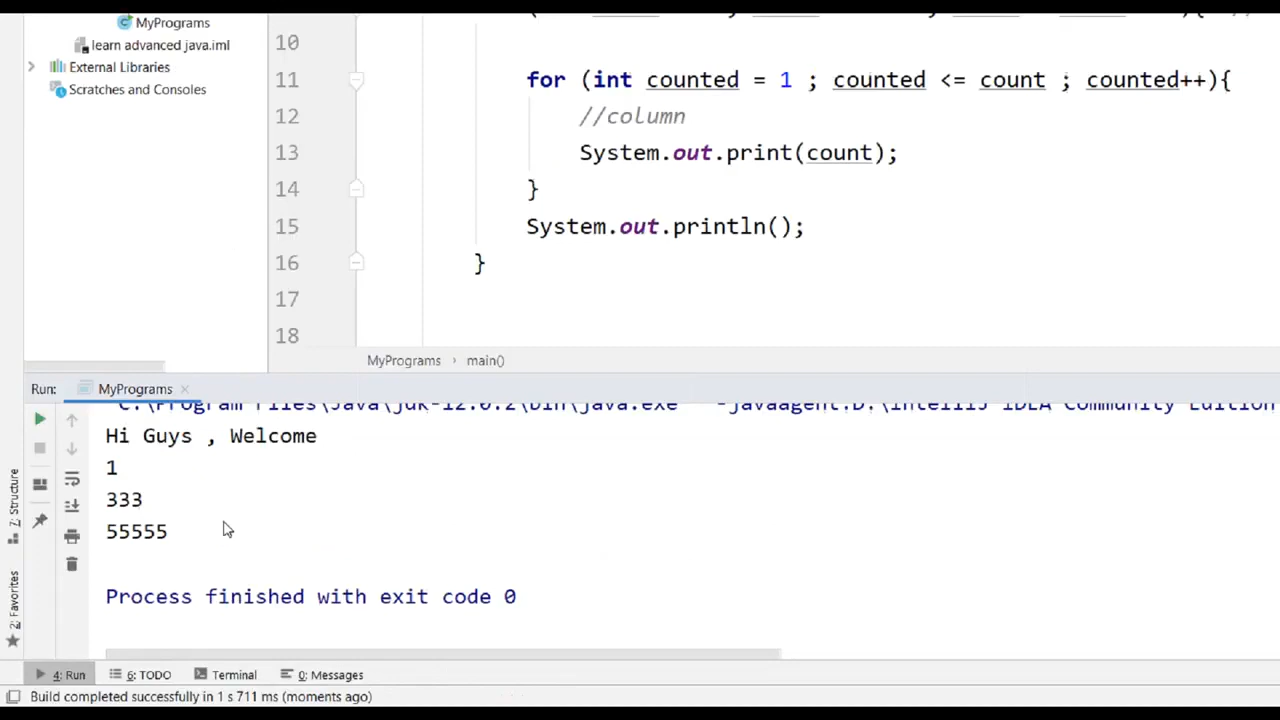 MyPrograms
learn advanced java.iml
External Libraries
Scratches and Consoles
10
11 for (int counted = 1 ; counted <= count ; counted++){
12 //column
13 System.out.print(count);
14 }
15 System.out.println();
16 }
17
18
MyPrograms › main()
Run: MyPrograms ×
"C:\Program Files\Java\jdk-12.0.2\bin\java.exe" "-javaagent:D:\IntelliJ IDEA Community Edition
Hi Guys , Welcome
1
333
55555
Process finished with exit code 0
7: Structure
2: Favorites
4: Run 6: TODO Terminal 0: Messages
Build completed successfully in 1 s 711 ms (moments ago)